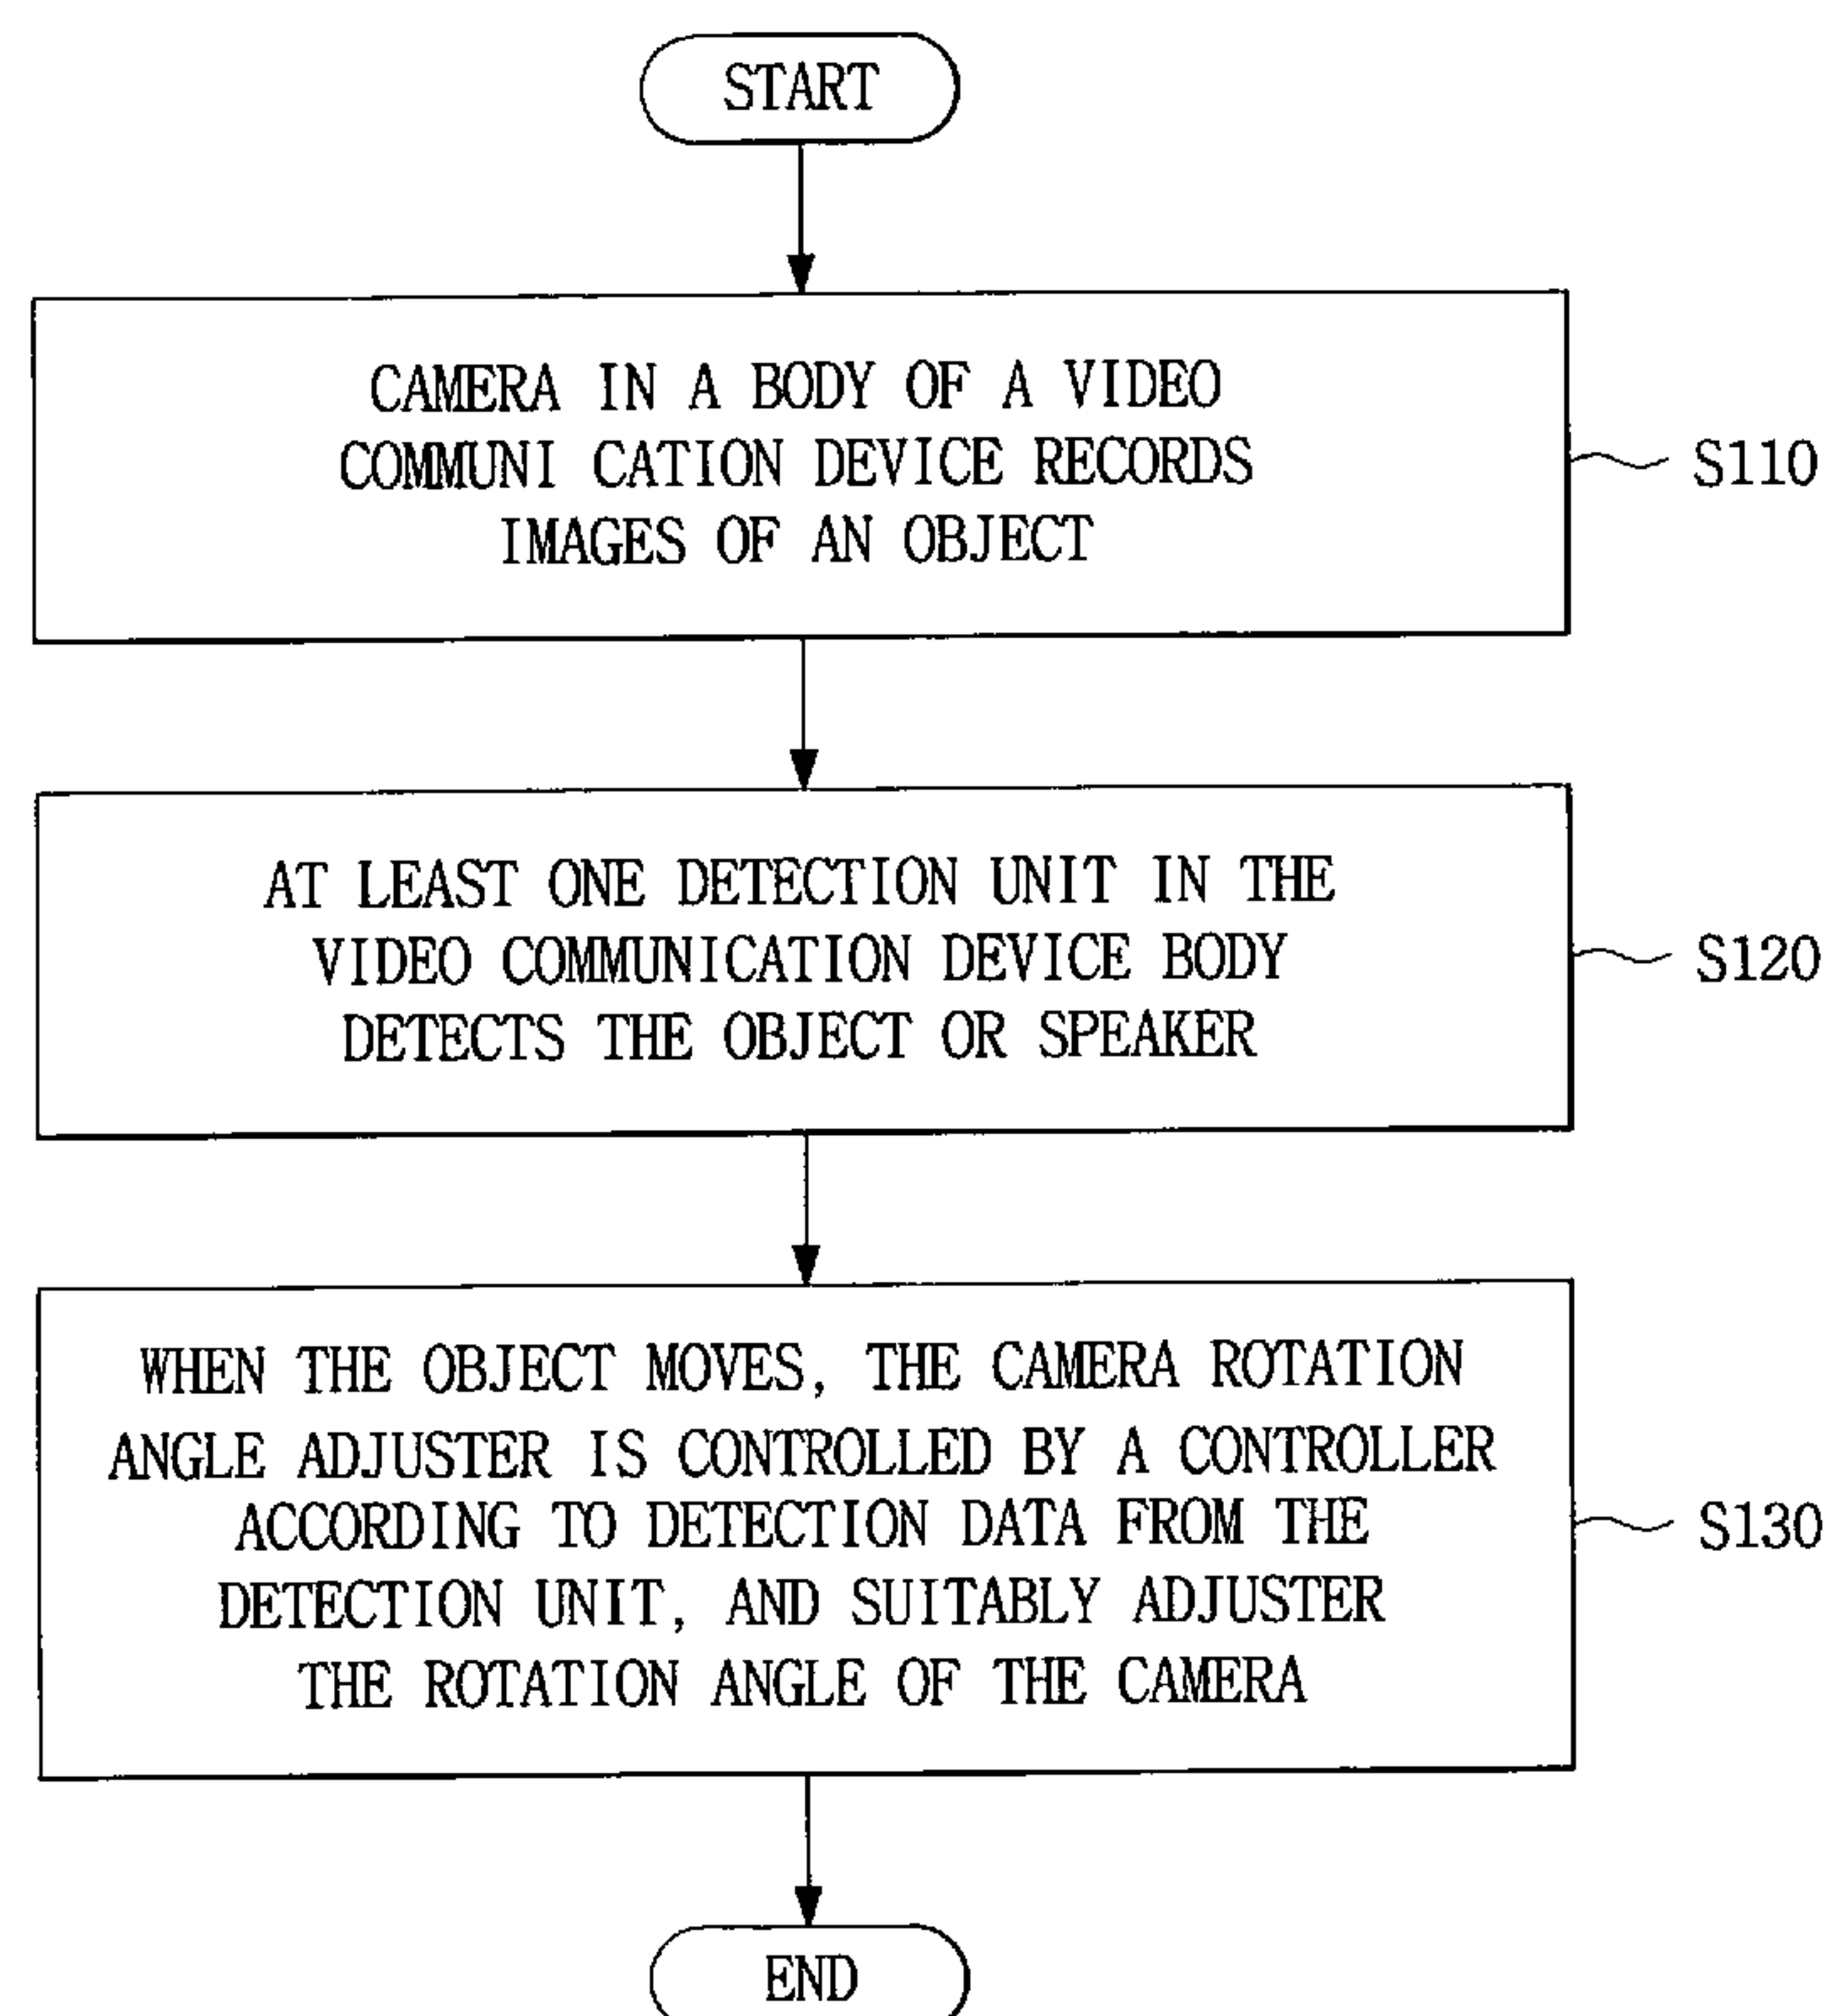 START
CAMERA IN A BODY OF A VIDEO
COMMUNI CATION DEVICE RECORDS
IMAGES OF AN OBJECT
S110
AT LEAST ONE DETECTION UNIT IN THE
VIDEO COMMUNICATION DEVICE BODY
DETECTS THE OBJECT OR SPEAKER
S120
WHEN THE OBJECT MOVES, THE CAMERA ROTATION
ANGLE ADJUSTER IS CONTROLLED BY A CONTROLLER
ACCORDING TO DETECTION DATA FROM THE
DETECTION UNIT, AND SUITABLY ADJUSTER
THE ROTATION ANGLE OF THE CAMERA
S130
END